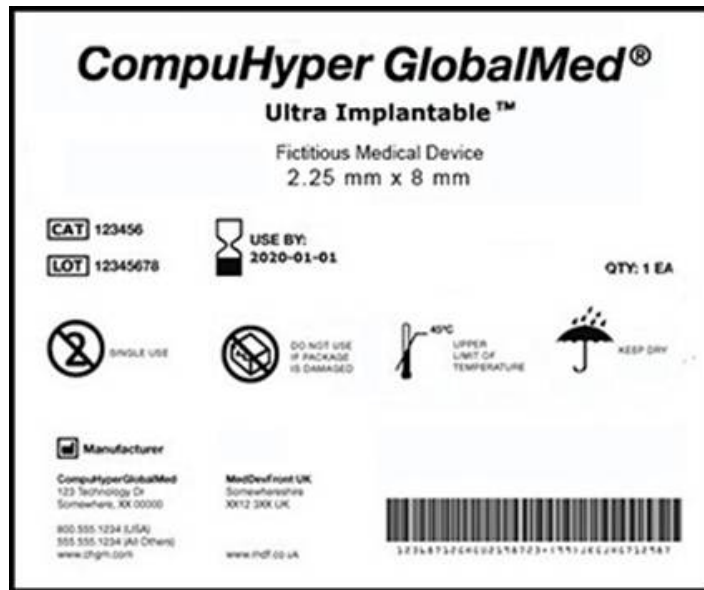 CompuHyper GlobalMed®
Ultra Implantable™
Fictitious Medical Device
2.25 mm x 8 mm
CAT 123456
LOT 12345678
USE BY:
2020-01-01
QTY: 1 EA
2
SINGLE USE
DO NOT USE
IF PACKAGE
IS DAMAGED
45°C
UPPER
LIMIT OF
TEMPERATURE
KEEP DRY
Manufacturer
CompuHyperGlobalMed
123 Technology Dr
Somewhere, XX 00000
800.555.1234 (USA)
555.555.1234 (All Others)
www.chgm.com
MedDevFront UK
Somewhereshire
XX12 3XX UK
www.mdf.co.uk